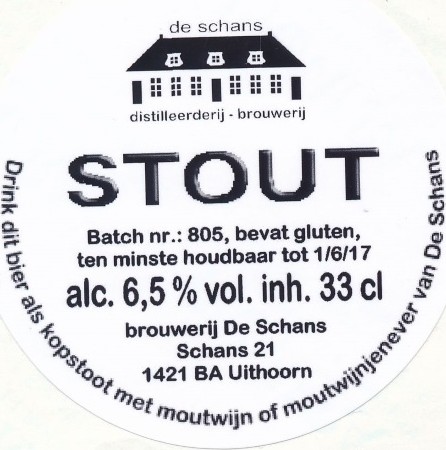 de schans
distilleerderij - brouwerij
STOUT
Batch nr.: 805, bevat gluten,
ten minste houdbaar tot 1/6/17
alc. 6,5 % vol. inh. 33 cl
brouwerij De Schans
Schans 21
1421 BA Uithoorn
Drink dit bier als kopstoot met moutwijn of moutwijnjenever van De Schans